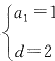 a₁ = 1
d = 2